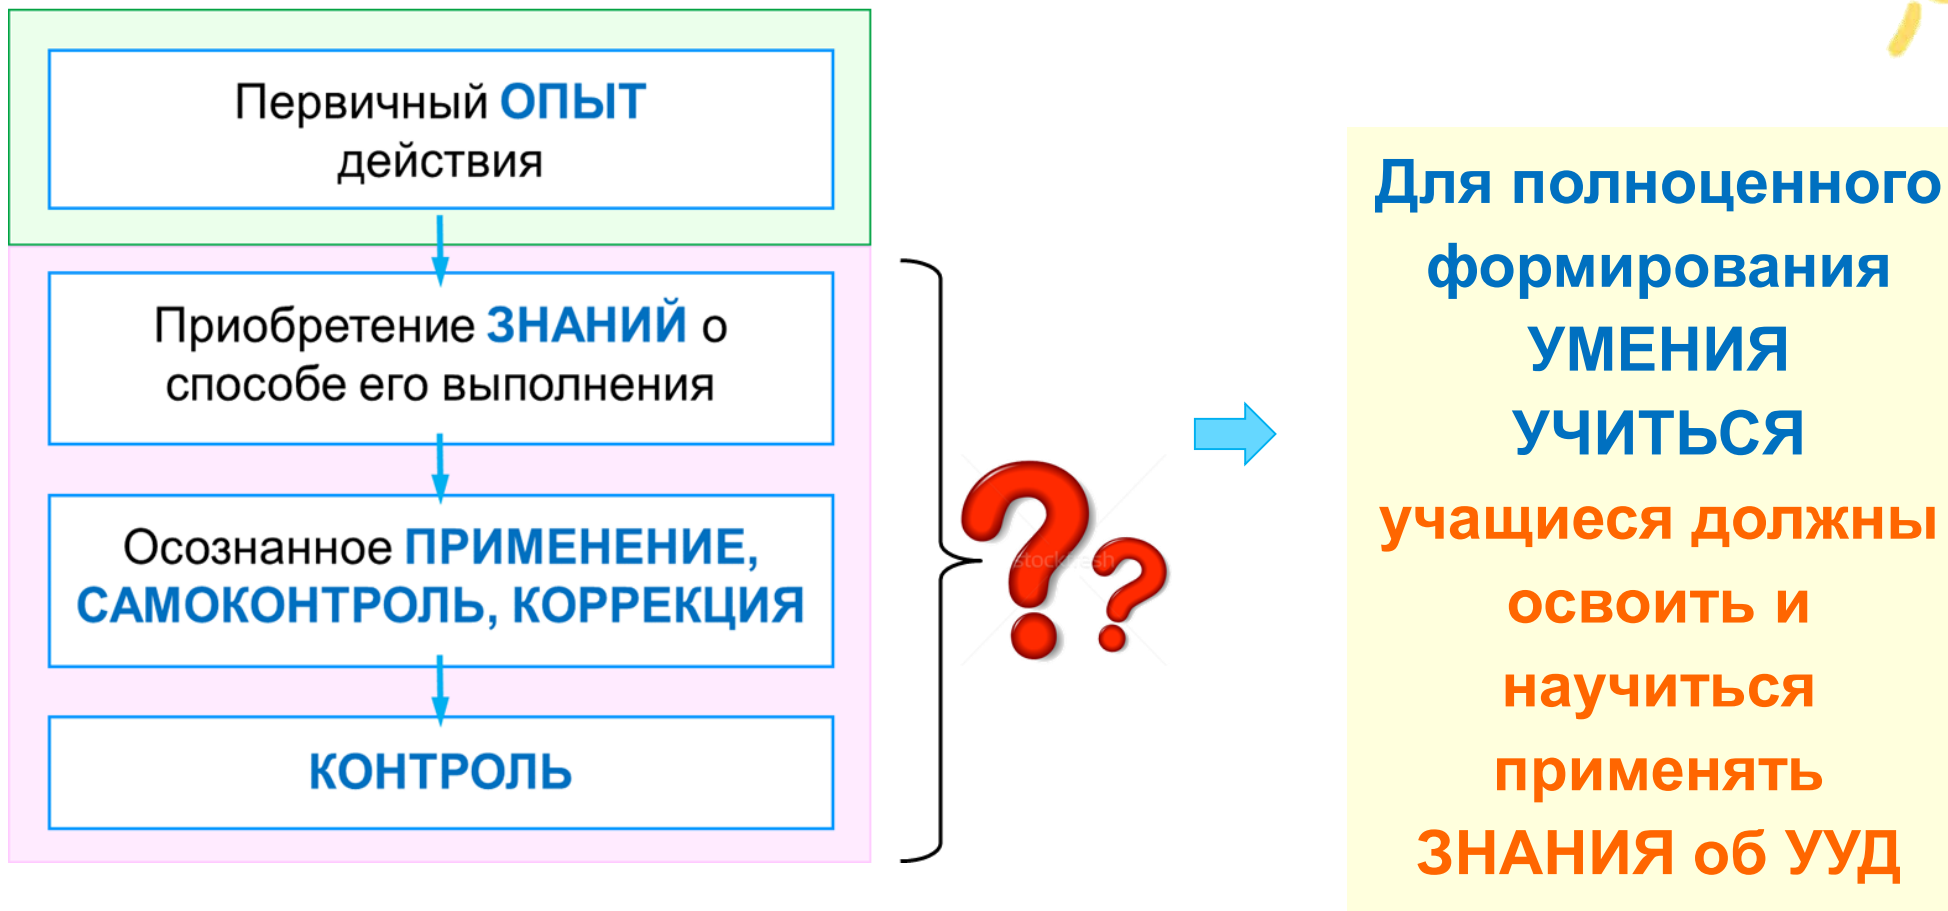 Первичный ОПЫТ
действия
Приобретение ЗНАНИЙ о
способе его выполнения
Осознанное ПРИМЕНЕНИЕ,
САМОКОНТРОЛЬ, КОРРЕКЦИЯ
КОНТРОЛЬ
??
stockfresh
Для полноценного
формирования
УМЕНИЯ
УЧИТЬСЯ
учащиеся должны
освоить и
научиться
применять
ЗНАНИЯ об УУД